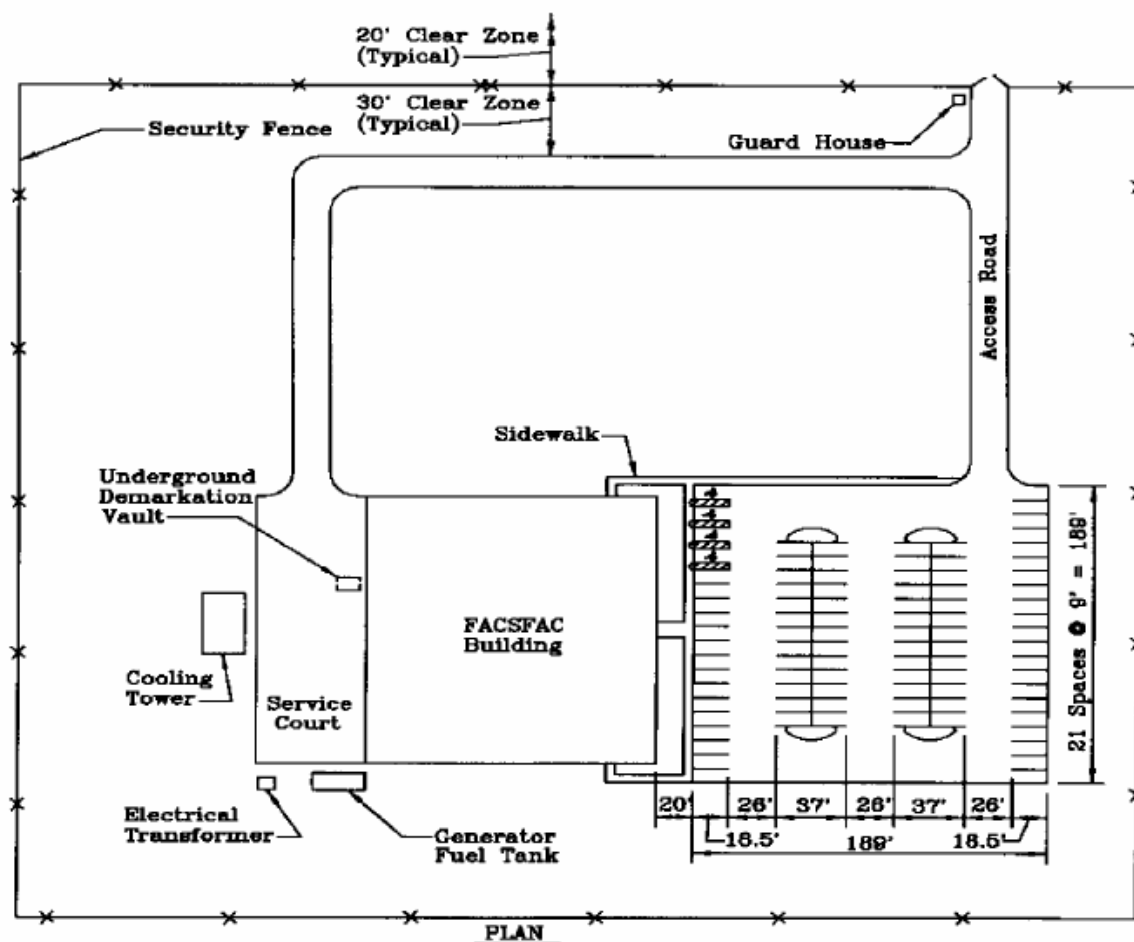 20' Clear Zone
(Typical)
30' Clear Zone
(Typical)
Security Fence
Guard House
Access Road
Sidewalk
Underground
Demarkation
Vault
FACSFAC
Building
Cooling
Tower
Service
Court
21 Spaces @ 9' = 189'
20'
26'
37'
26'
37'
26'
18.5'
189'
18.5'
Electrical
Transformer
Generator
Fuel Tank
PLAN